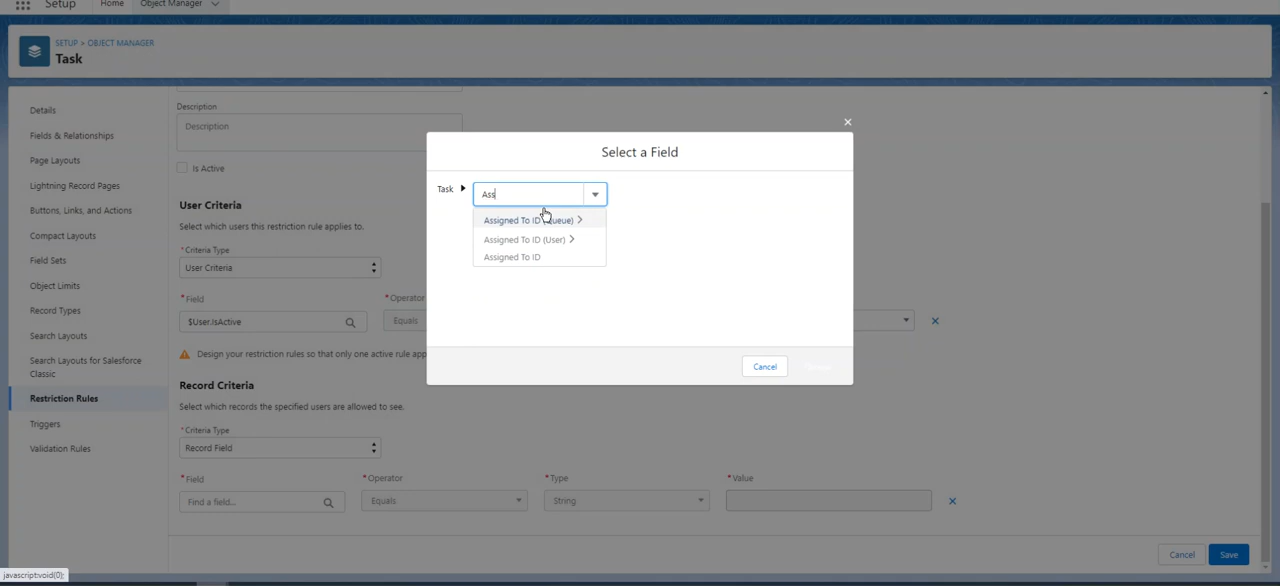 Setup Home Object Manager
SETUP > OBJECT MANAGER
Task
Details
Fields & Relationships
Page Layouts
Lightning Record Pages
Buttons, Links, and Actions
Compact Layouts
Field Sets
Object Limits
Record Types
Search Layouts
Search Layouts for Salesforce
Classic
Restriction Rules
Triggers
Validation Rules
Description
Description
Is Active
User Criteria
Select which users this restriction rule applies to.
*Criteria Type
User Criteria
*Field *Operator
$User.IsActive Equals
Design your restriction rules so that only one active rule app
Record Criteria
Select which records the specified users are allowed to see.
*Criteria Type
Record Field
*Field *Operator *Type *Value
Find a field... Equals String
Cancel Save
Select a Field
Task Ass
Assigned To ID (Queue) >
Assigned To ID (User) >
Assigned To ID
Cancel
javascript:void(0);